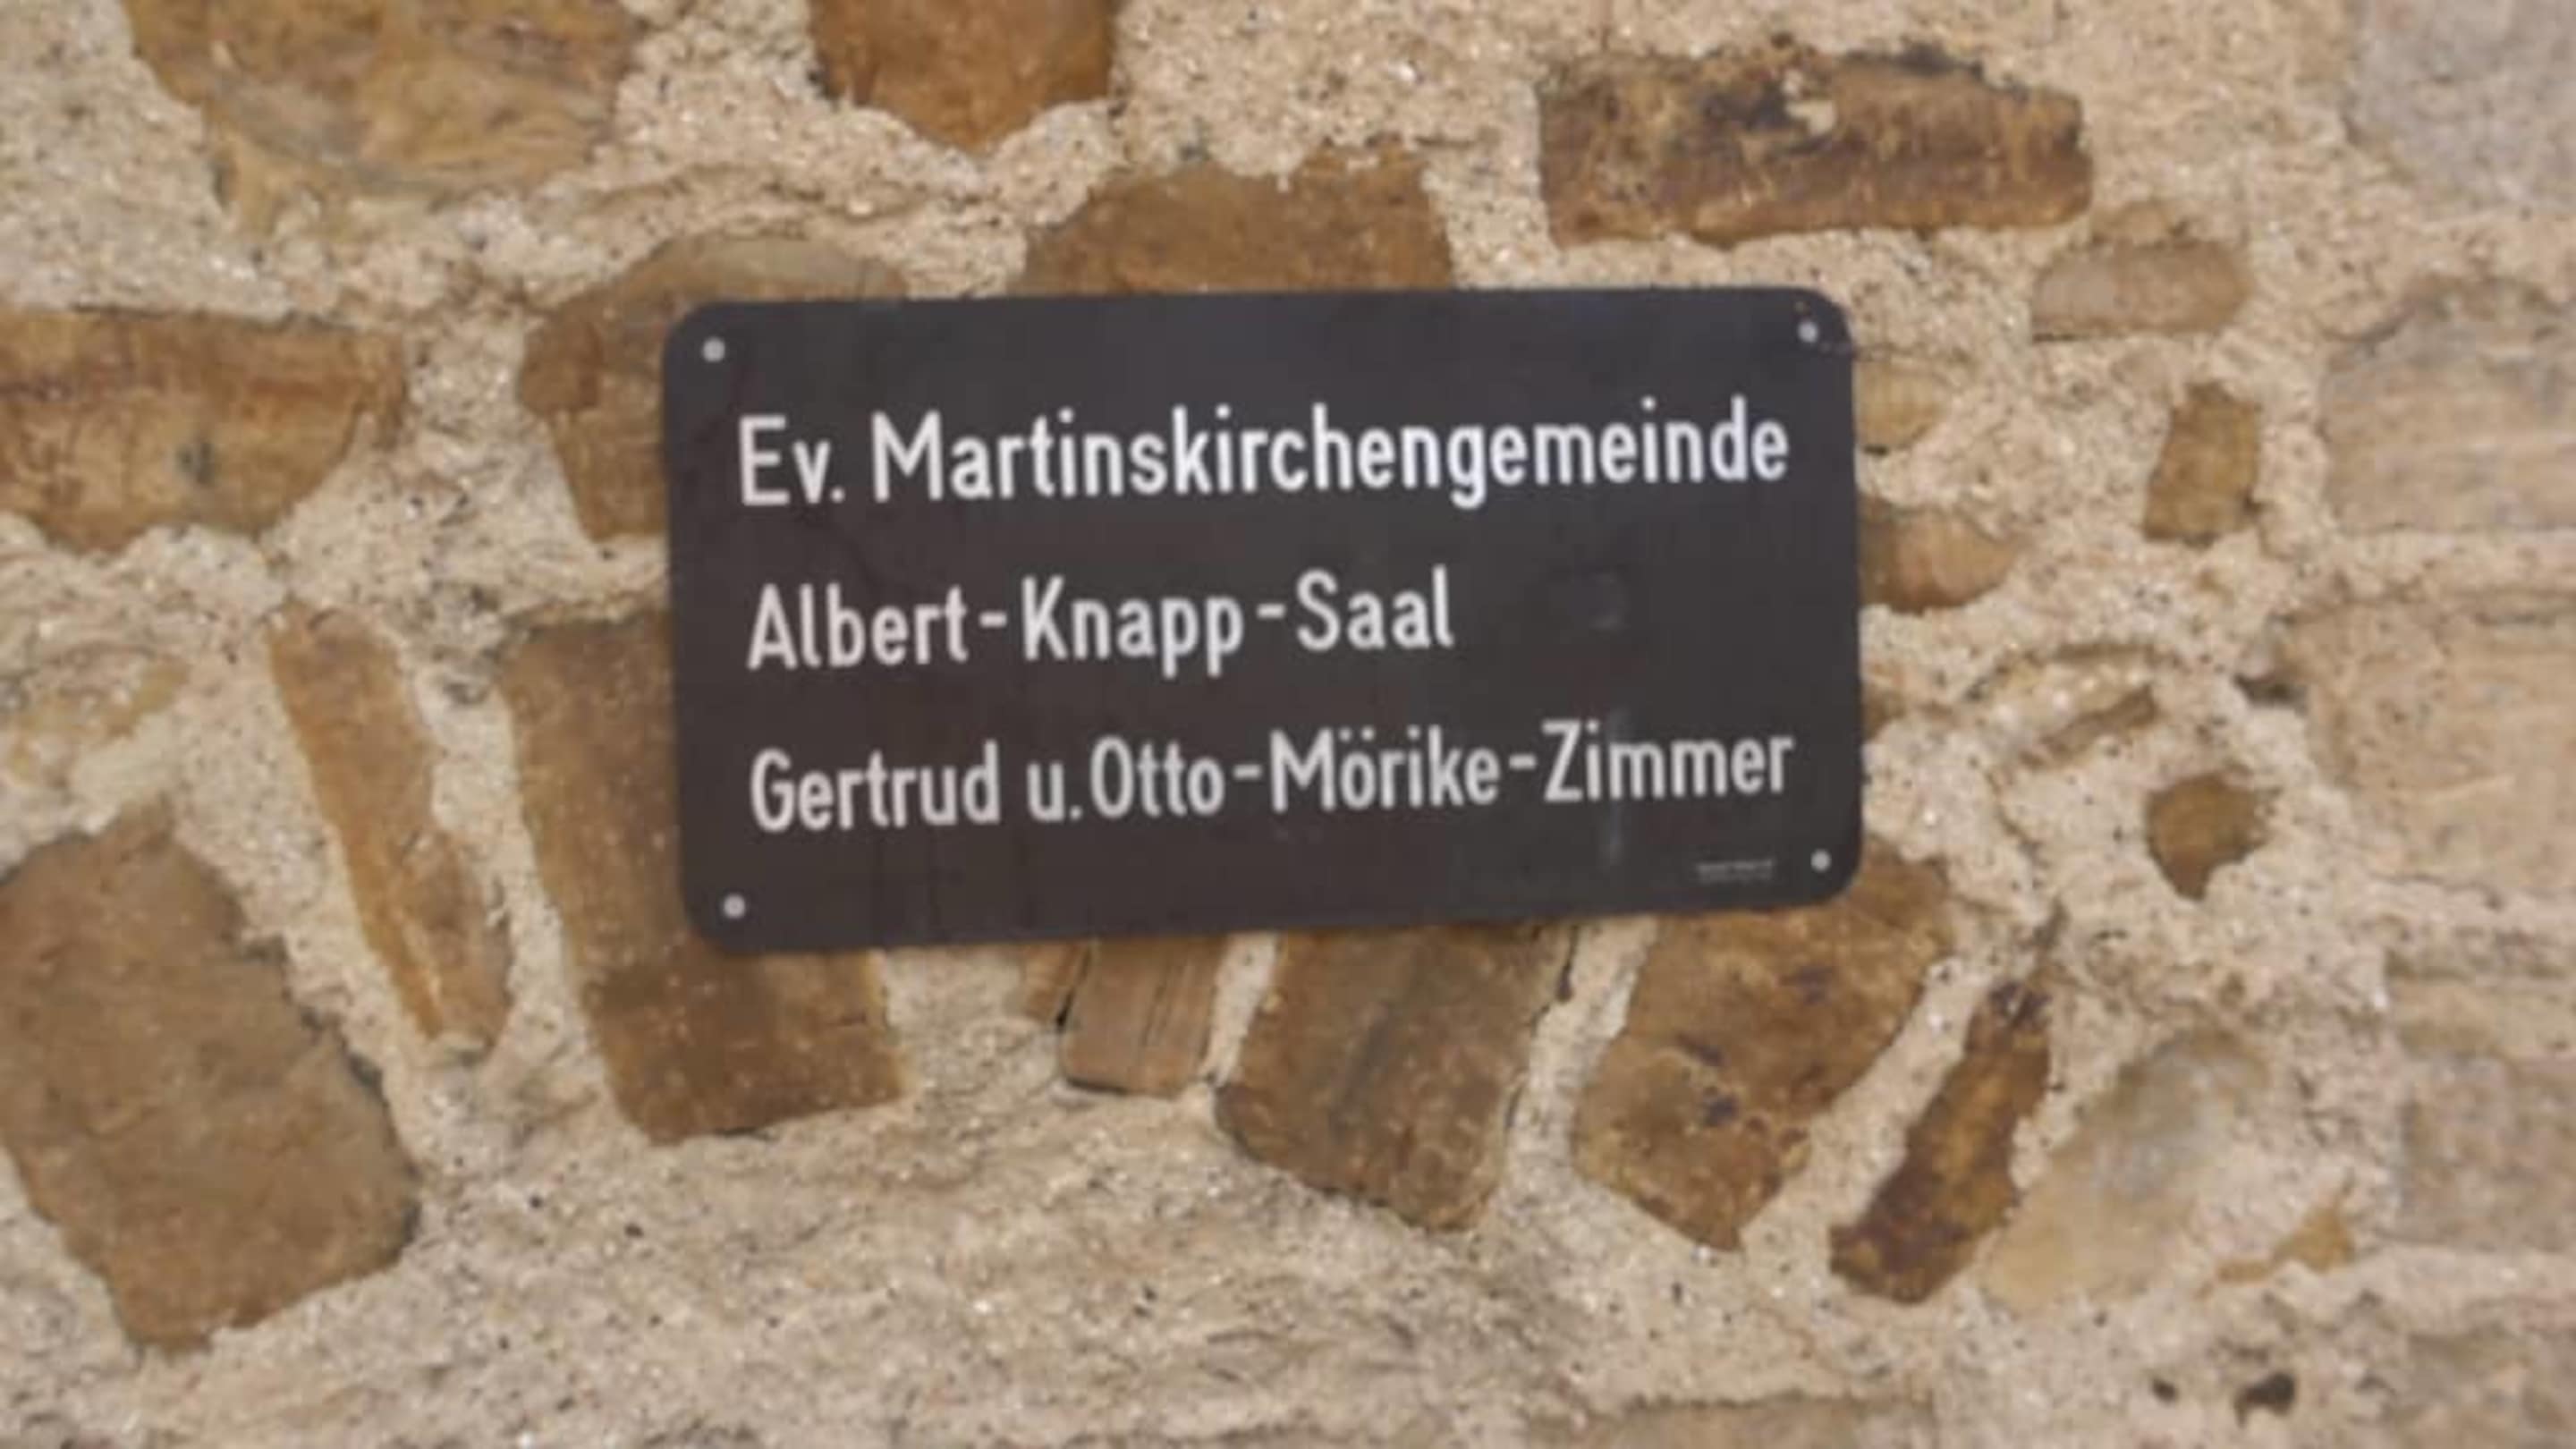 Ev. Martinskirchengemeinde
Albert-Knapp-Saal
Gertrud u. Otto-Mörike-Zimmer